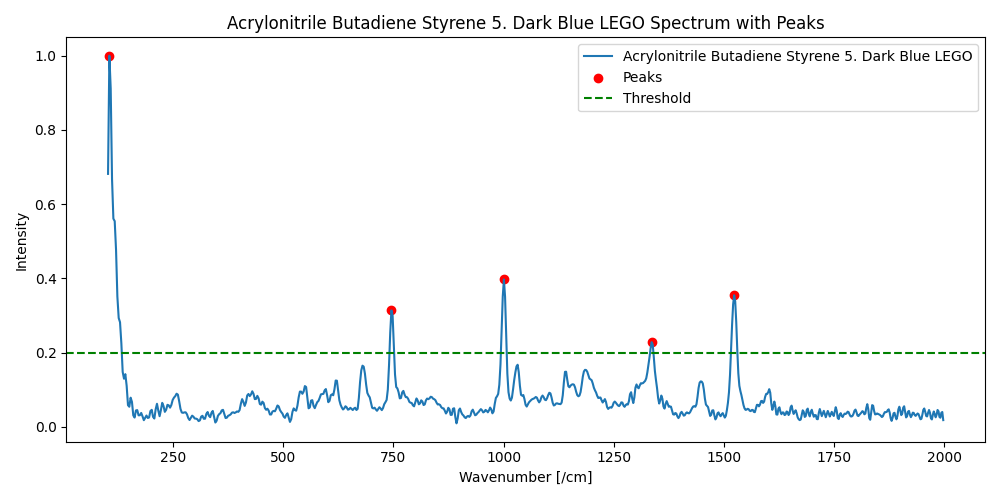 Acrylonitrile Butadiene Styrene 5. Dark Blue LEGO Spectrum with Peaks
Acrylonitrile Butadiene Styrene 5. Dark Blue LEGO
Peaks
Threshold
Intensity
1.0
0.8
0.6
0.4
0.2
0.0
250 500 750 1000 1250 1500 1750 2000
Wavenumber [/cm]